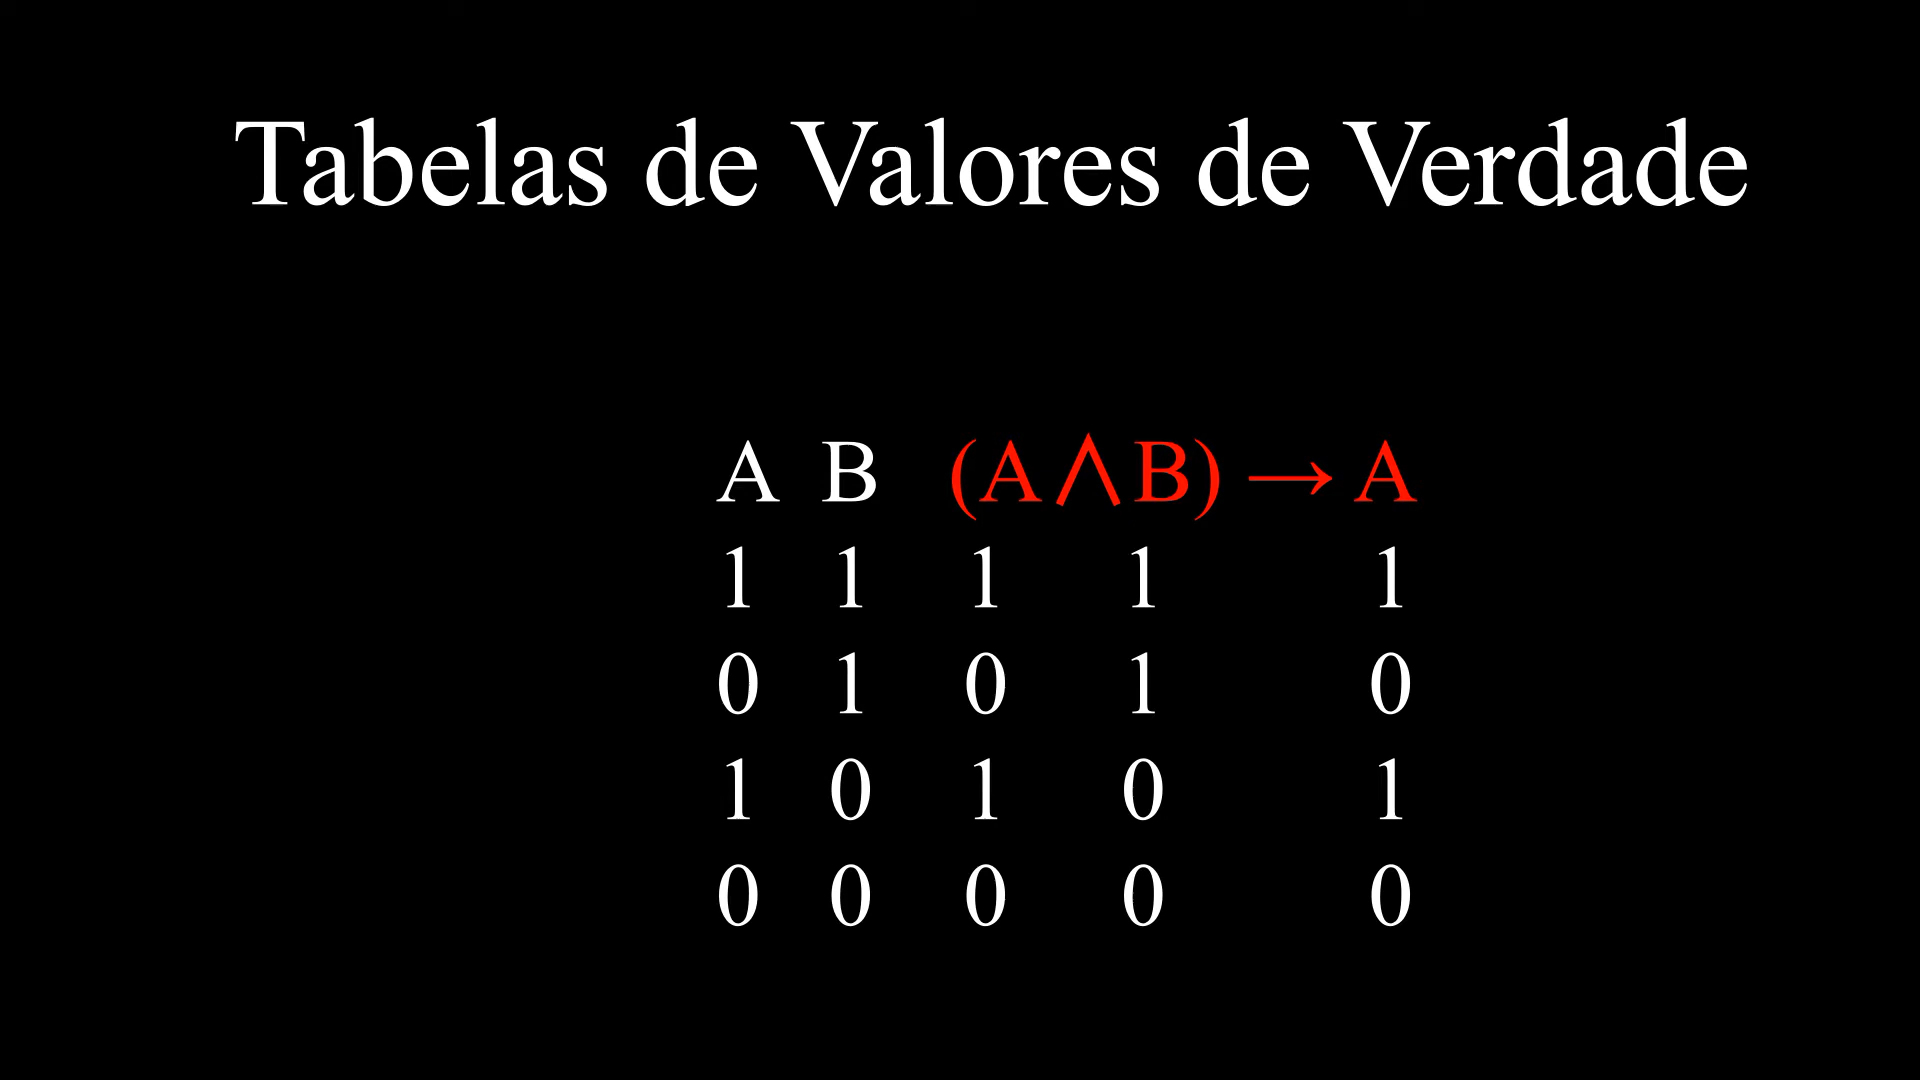 Tabelas de Valores de Verdade
A B (A ∧ B) → A
1 1 1 1 1
0 1 0 1 0
1 0 1 0 1
0 0 0 0 0